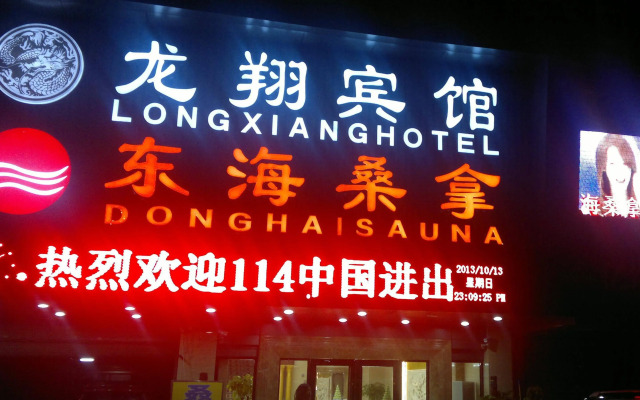 龙翔宾馆
LONGXIANGHOTEL
东海桑拿
DONGHAISAUNA
热烈欢迎114中国进出
2013/10/13
星期日
23:09:25 PM
海桑拿
桑